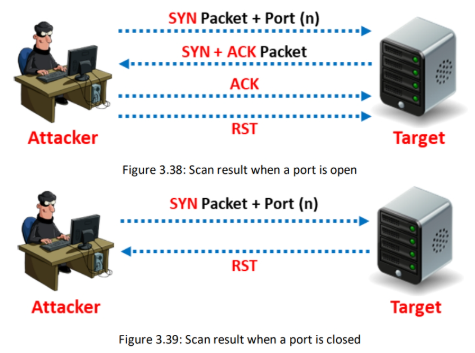 SYN Packet + Port (n)
SYN + ACK Packet
ACK
RST
Attacker
Target
Figure 3.38: Scan result when a port is open
SYN Packet + Port (n)
RST
Attacker
Target
Figure 3.39: Scan result when a port is closed